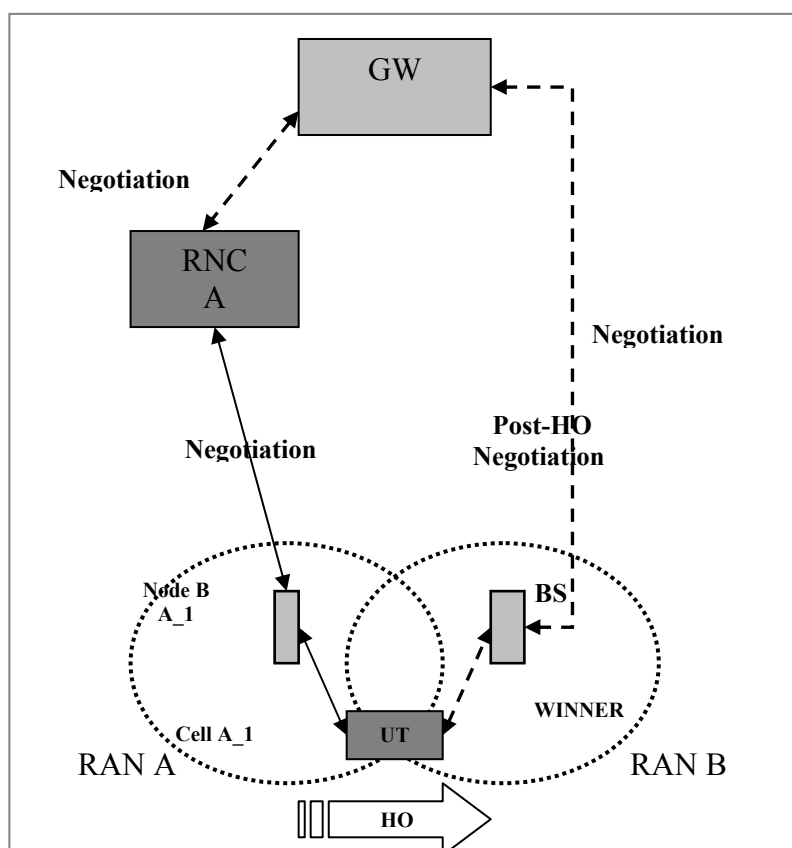 GW
Negotiation
RNC
A
Negotiation
Negotiation
Post-HO
Negotiation
Node B
A_1
BS
Cell A_1
UT
WINNER
RAN A
RAN B
HO